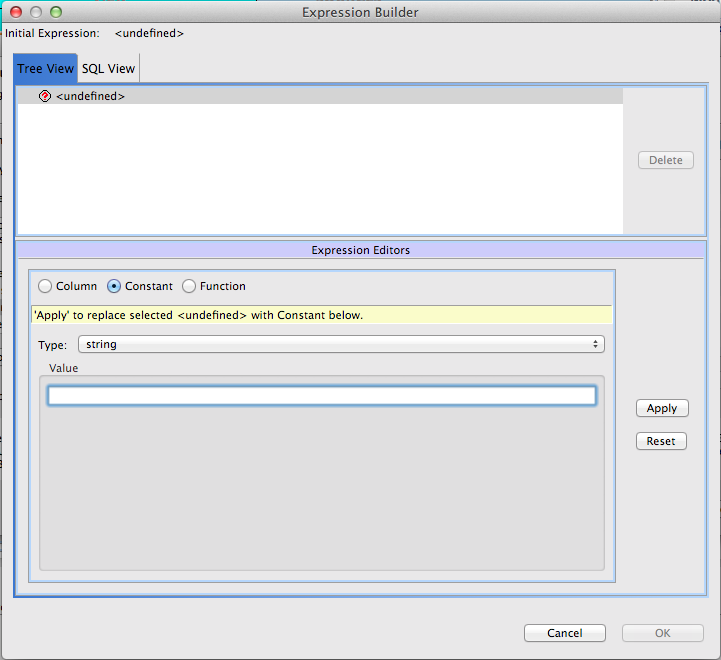 Expression Builder
Initial Expression: <undefined>
Tree View SQL View
<undefined>
Delete
Expression Editors
Column Constant Function
'Apply' to replace selected <undefined> with Constant below.
Type: string
Value
Apply
Reset
Cancel OK